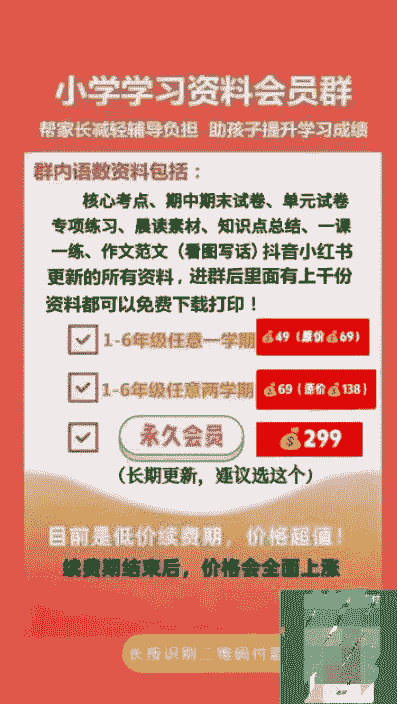 小学学习资料会员群
帮家长减轻辅导负担 助孩子提升学习成绩
群内语数资料包括：
核心考点、期中期末试卷、单元试卷
专项练习、晨读素材、知识点总结、一课
一练、作文范文（看图写话）抖音小红书
更新的所有资料，进群后里面有上千份
资料都可以免费下载打印！
1-6年级任意一学期 💰49（原价💰69）
1-6年级任意两学期 💰69（原价💰138）
永久会员 💰299
（长期更新，建议选这个）
目前是低价续费期，价格超值！
续费期结束后，价格会全面上涨
长按识别二维码付